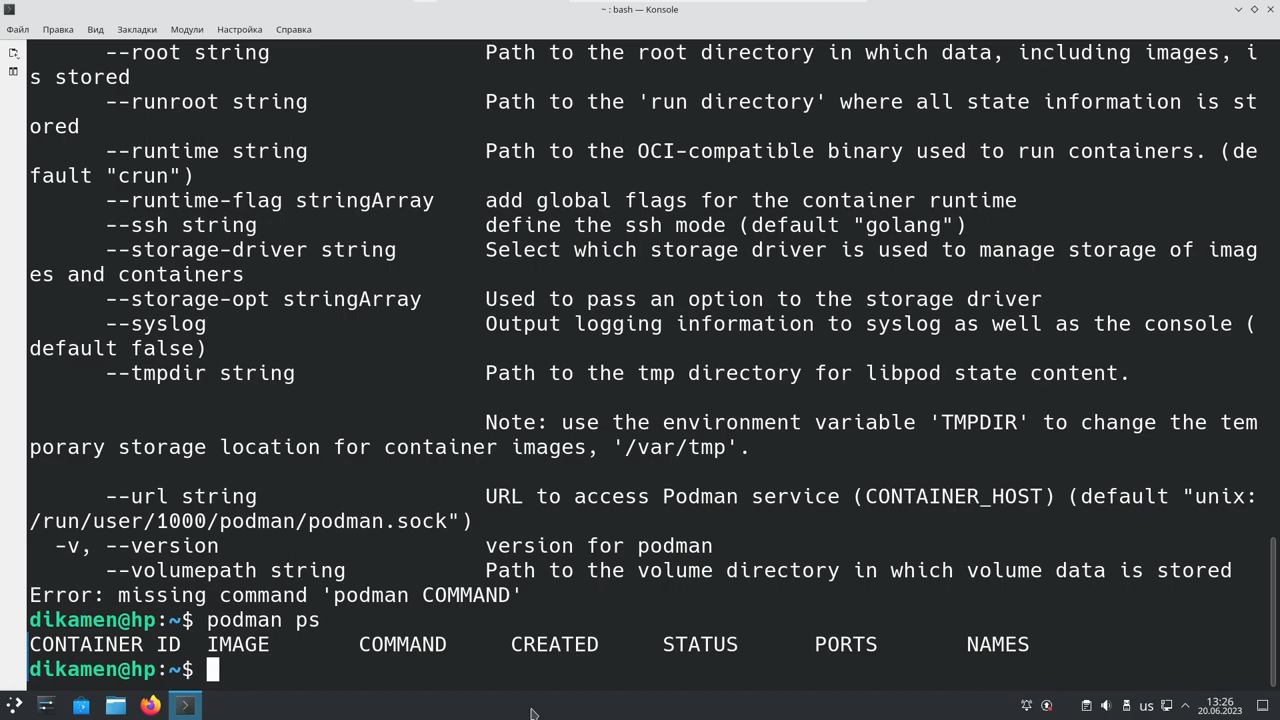 ~ : bash — Konsole
Файл Правка Вид Закладки Модули Настройка Справка
--root string Path to the root directory in which data, including images, i
s stored
--runroot string Path to the 'run directory' where all state information is st
ored
--runtime string Path to the OCI-compatible binary used to run containers. (de
fault "crun")
--runtime-flag stringArray add global flags for the container runtime
--ssh string define the ssh mode (default "golang")
--storage-driver string Select which storage driver is used to manage storage of imag
es and containers
--storage-opt stringArray Used to pass an option to the storage driver
--syslog Output logging information to syslog as well as the console (
default false)
--tmpdir string Path to the tmp directory for libpod state content.
Note: use the environment variable 'TMPDIR' to change the tem
porary storage location for container images, '/var/tmp'.
--url string URL to access Podman service (CONTAINER_HOST) (default "unix:
/run/user/1000/podman/podman.sock")
-v, --version version for podman
--volumepath string Path to the volume directory in which volume data is stored
Error: missing command 'podman COMMAND'
dikamen@hp:~$ podman ps
CONTAINER ID IMAGE COMMAND CREATED STATUS PORTS NAMES
dikamen@hp:~$
us
13:26
20.06.2023